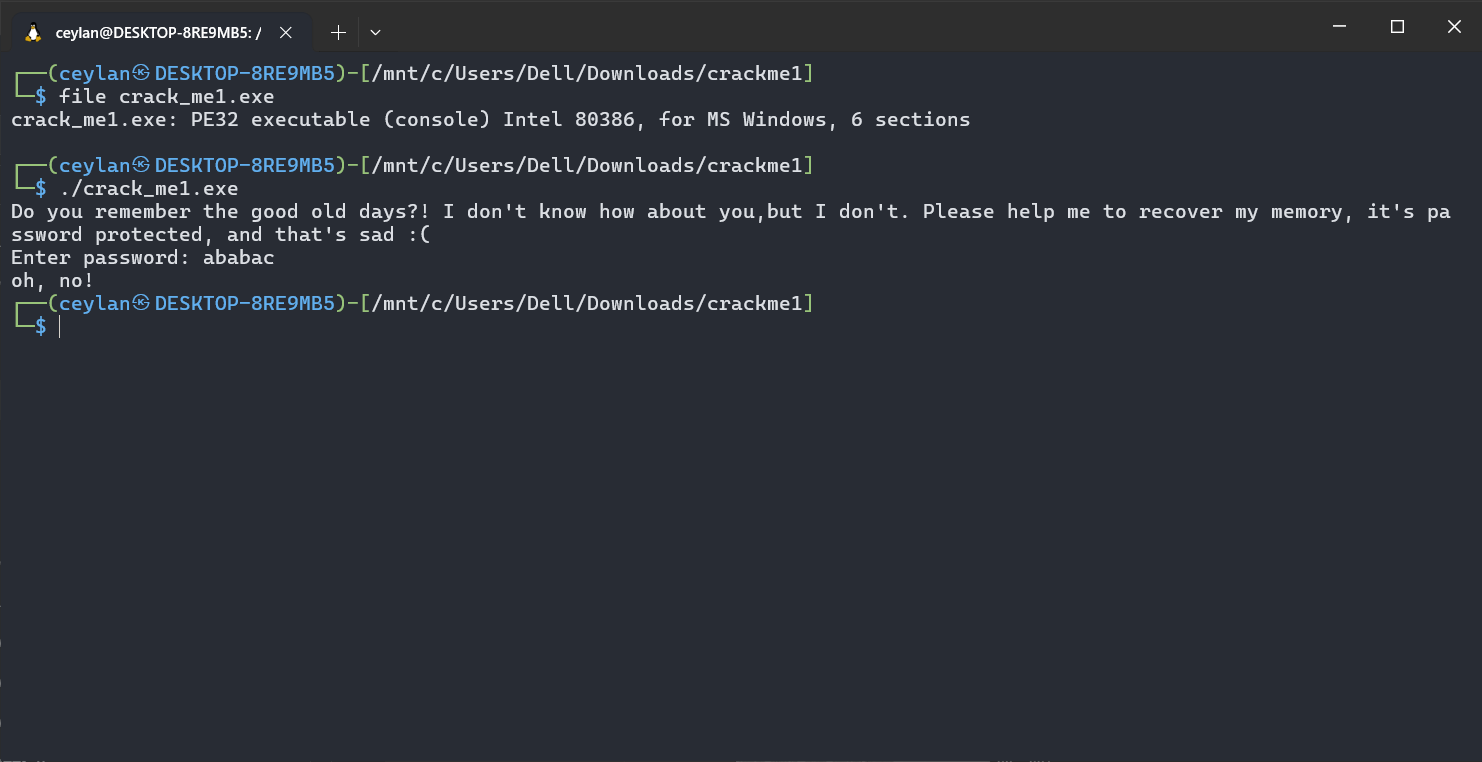 ceylan@DESKTOP-8RE9MB5: /
┌──(ceylan㉿DESKTOP-8RE9MB5)-[/mnt/c/Users/Dell/Downloads/crackme1]
└─$ file crack_me1.exe
crack_me1.exe: PE32 executable (console) Intel 80386, for MS Windows, 6 sections
┌──(ceylan㉿DESKTOP-8RE9MB5)-[/mnt/c/Users/Dell/Downloads/crackme1]
└─$ ./crack_me1.exe
Do you remember the good old days?! I don't know how about you,but I don't. Please help me to recover my memory, it's pa
ssword protected, and that's sad :(
Enter password: ababac
oh, no!
┌──(ceylan㉿DESKTOP-8RE9MB5)-[/mnt/c/Users/Dell/Downloads/crackme1]
└─$